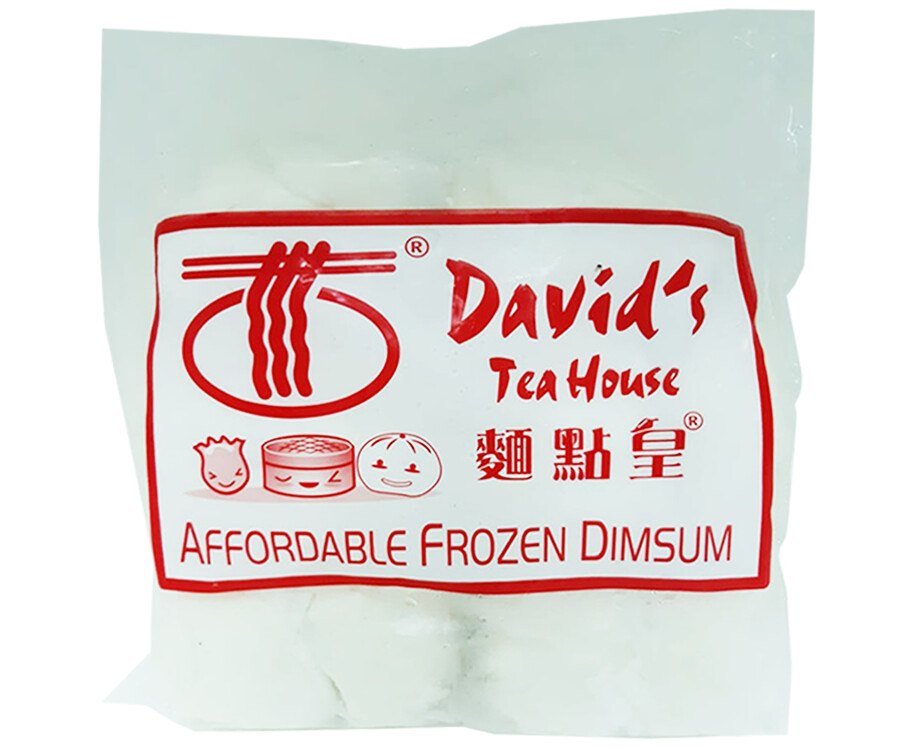 ®
David's
Tea House
麵點皇®
AFFORDABLE FROZEN DIMSUM